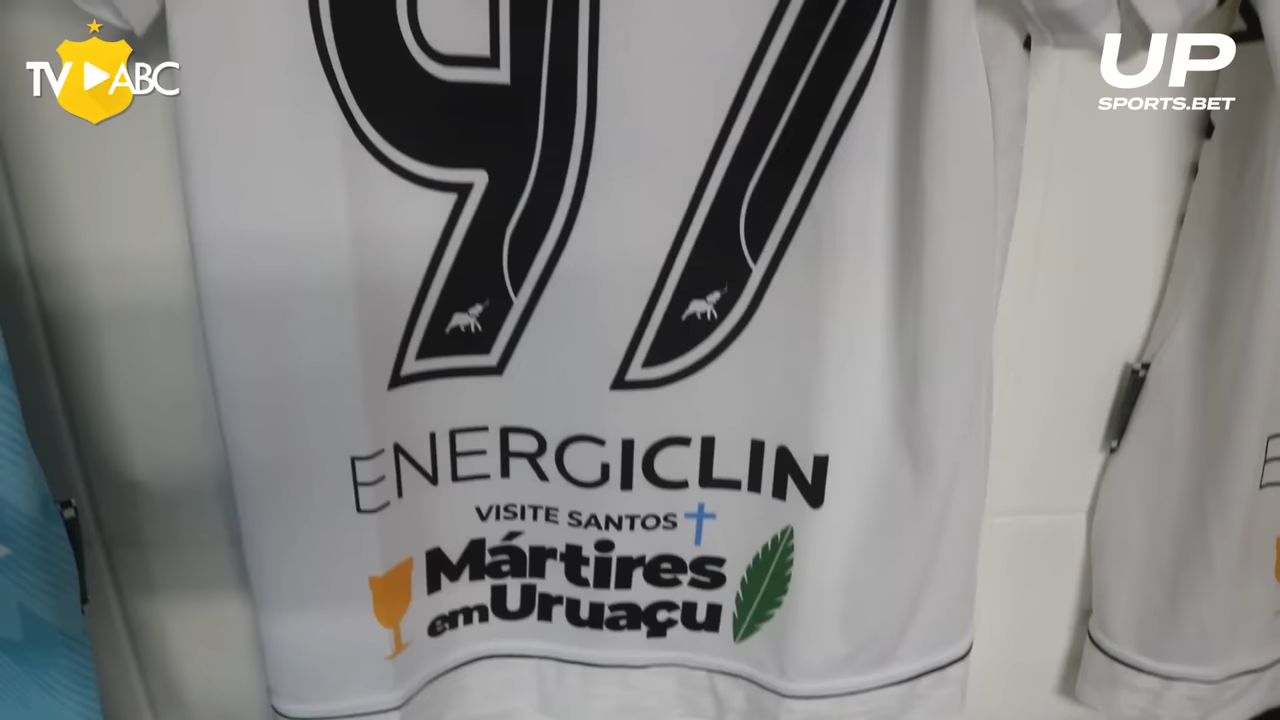 TV ABC
UP
SPORTS.BET
97
ENERGICLIN
VISITE SANTOS
Mártires
em Uruaçu